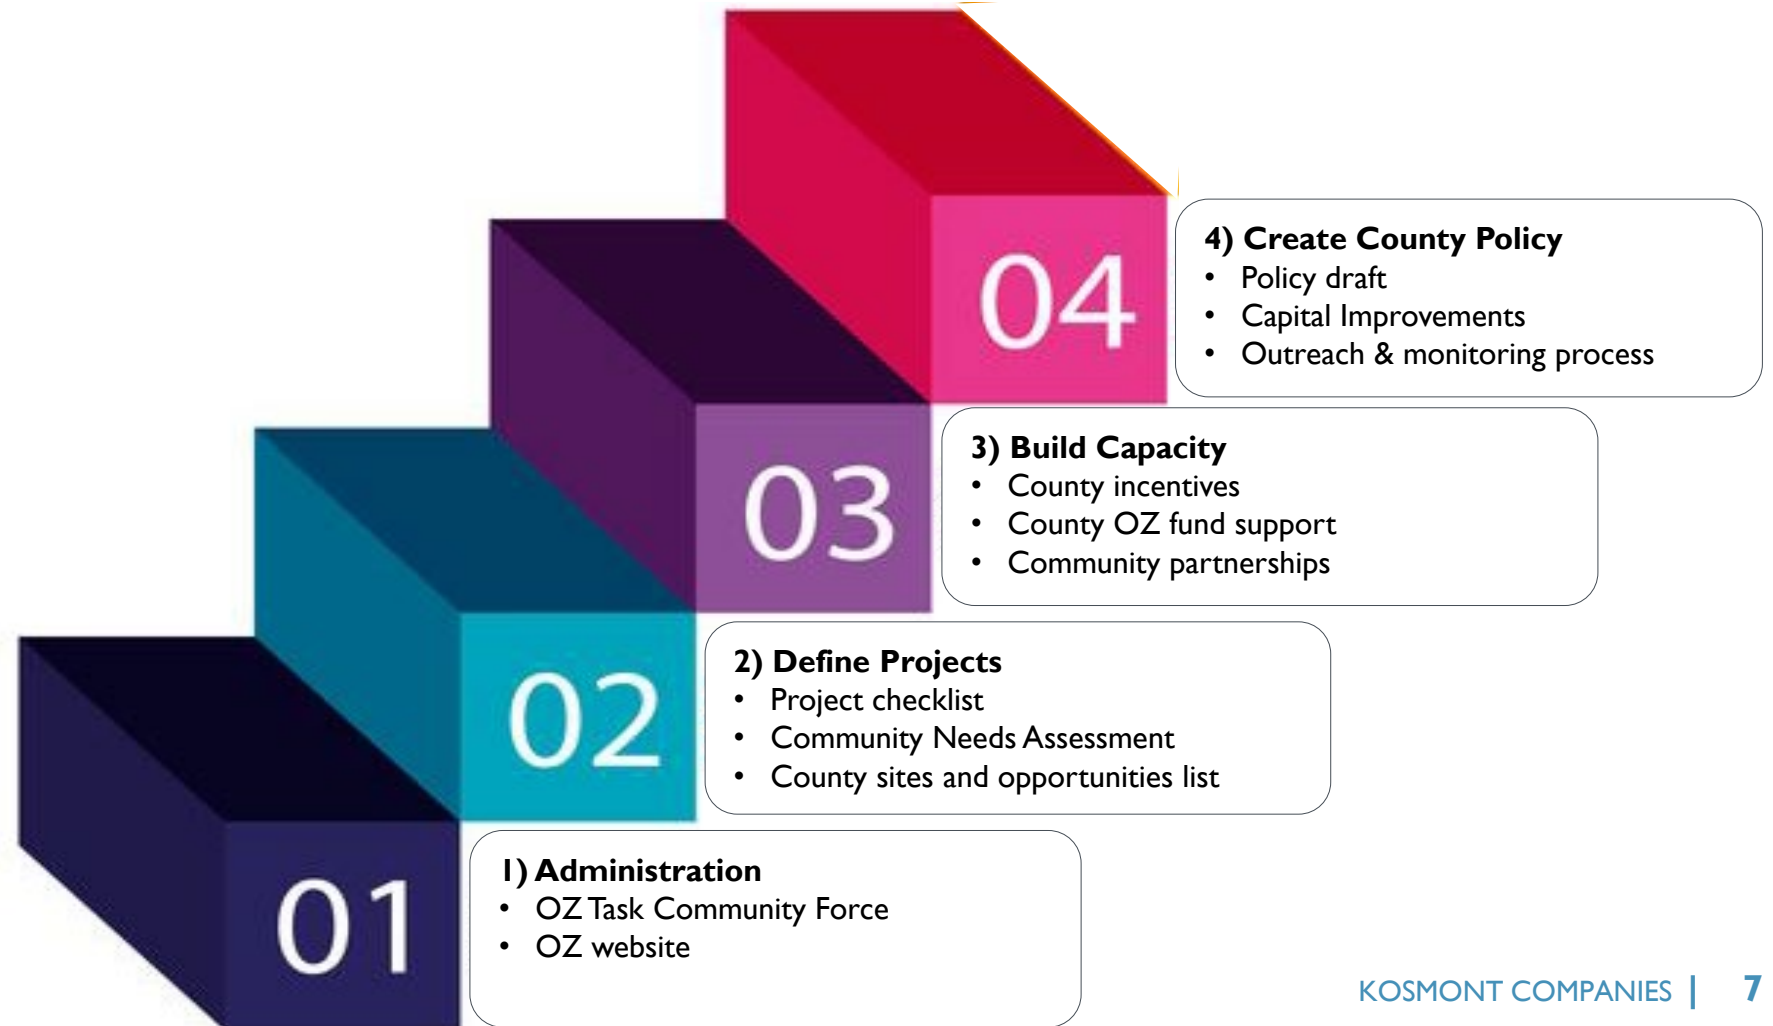 04
4) Create County Policy
• Policy draft
• Capital Improvements
• Outreach & monitoring process
03
3) Build Capacity
• County incentives
• County OZ fund support
• Community partnerships
02
2) Define Projects
• Project checklist
• Community Needs Assessment
• County sites and opportunities list
01
1) Administration
• OZ Task Community Force
• OZ website
KOSMONT COMPANIES | 7